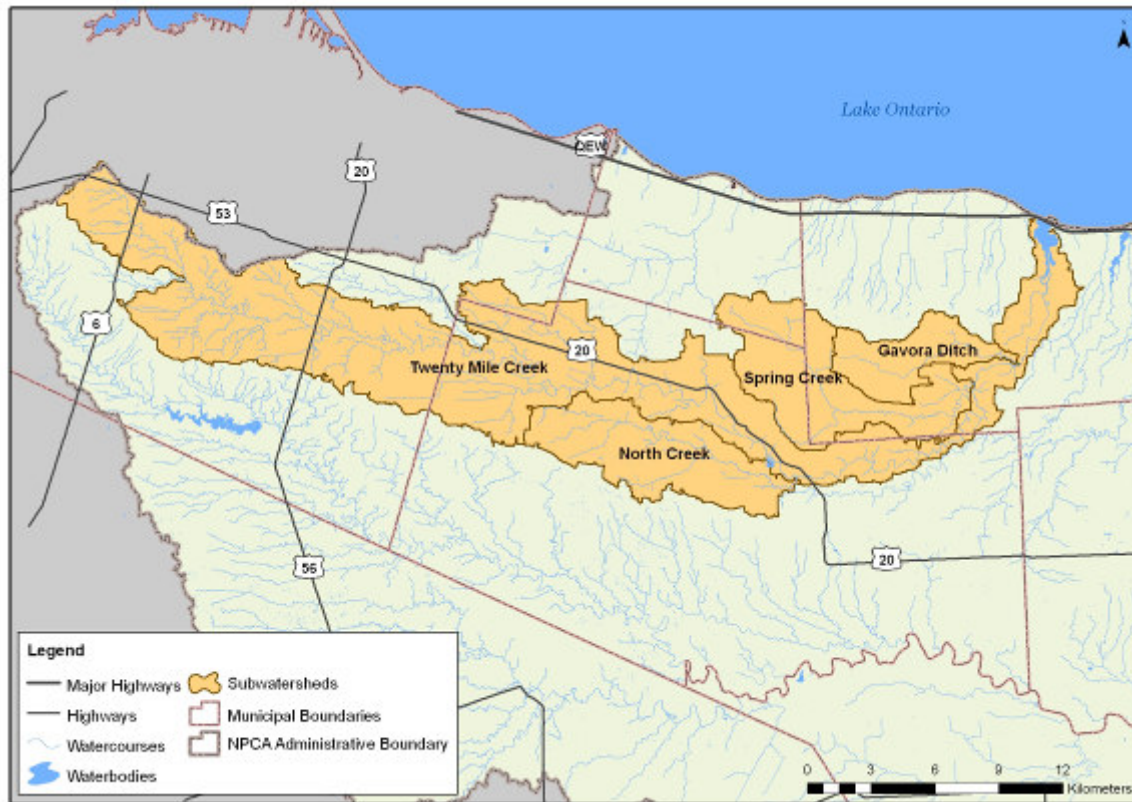 Lake Ontario
QEW
20
53
6
20
Gavora Ditch
Twenty Mile Creek
Spring Creek
North Creek
20
56
Legend
Major Highways
Subwatersheds
Highways
Municipal Boundaries
Watercourses
NPCA Administrative Boundary
Waterbodies
0 3 6 9 12
Kilometers